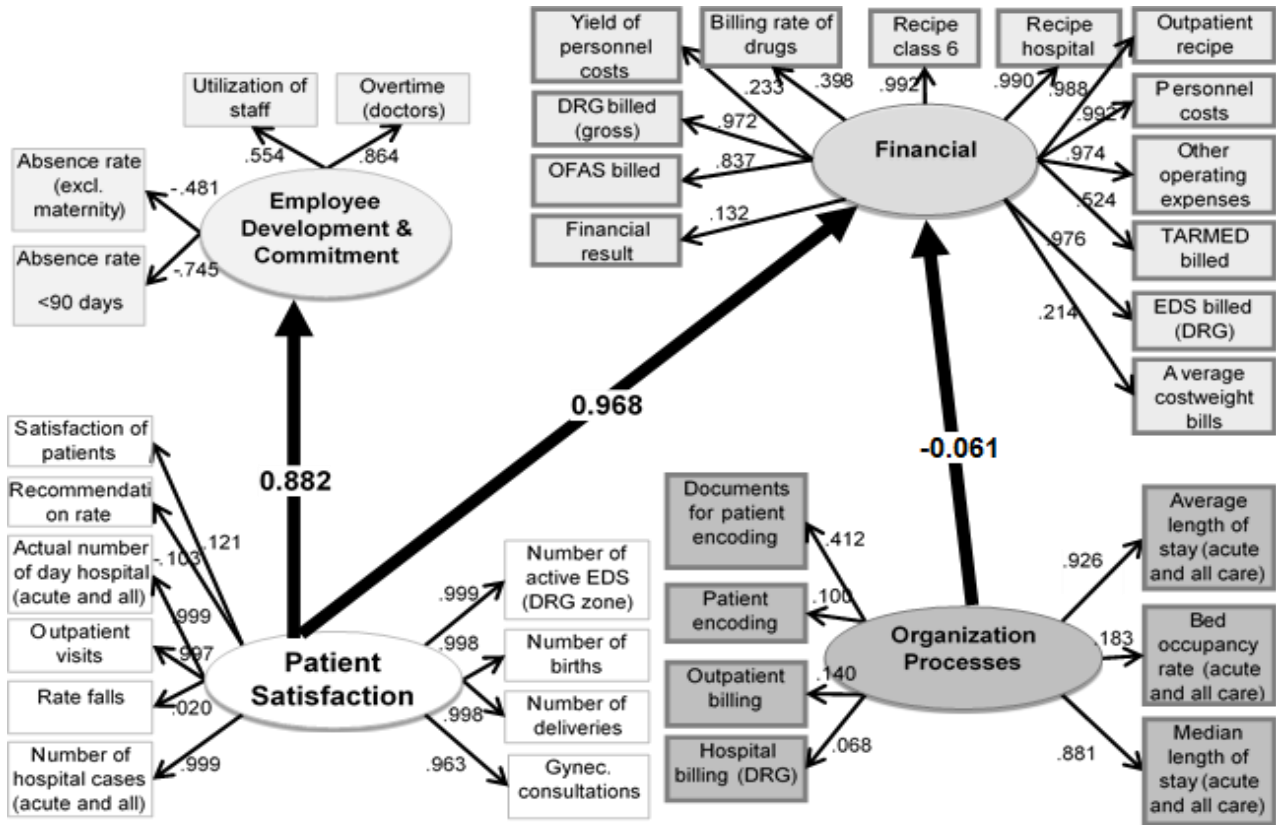 Utilization of
staff
Overtime
(doctors)
.554
.864
Absence rate
(excl.
maternity)
-.481
Absence rate
<90 days
-.745
Employee
Development &
Commitment
Yield of
personnel
costs
Billing rate of
drugs
Recipe
class 6
Recipe
hospital
Outpatient
recipe
.233
.398
.992
.990
.988
DRG billed
(gross)
.972
OFAS billed
.837
Financial
result
.132
Financial
Personnel
costs
.992
Other
operating
expenses
.974
TARMED
billed
.524
EDS billed
(DRG)
.976
Average
costweight
bills
.214
0.882
0.968
-0.061
Satisfaction of
patients
.121
Recommendati
on rate
-.103
Actual number
of day hospital
(acute and all)
.999
Outpatient
visits
.997
Rate falls
.020
Number of
hospital cases
(acute and all)
.999
Patient
Satisfaction
Number of
active EDS
(DRG zone)
.999
Number of
births
.998
Number of
deliveries
.998
Gynec.
consultations
.963
Documents
for patient
encoding
.412
Patient
encoding
.100
Outpatient
billing
.140
Hospital
billing (DRG)
.068
Organization
Processes
Average
length of
stay (acute
and all care)
.926
Bed
occupancy
rate (acute
and all care)
.183
Median
length of
stay (acute
and all care)
.881